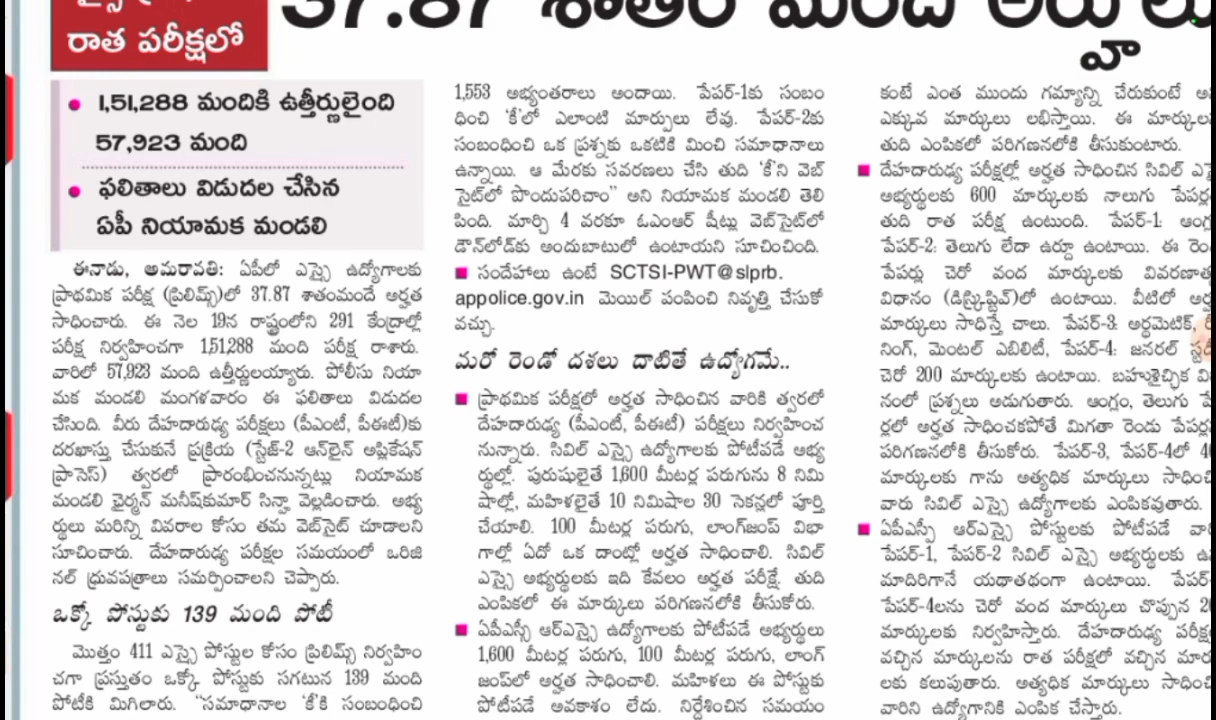 రాత పరీక్షలో
37.87 శాతం మంది అర్హులు
1,51,288 మందికి ఉత్తీర్ణులైంది
57,923 మంది
ఫలితాలు విడుదల చేసిన
ఏపీ నియామక మండలి
ఈనాడు, అమరావతి: ఏపీలో ఎస్సై ఉద్యోగాలకు
ప్రాథమిక పరీక్ష (ప్రిలిమ్స్)లో 37.87 శాతంమందే అర్హత
సాధించారు. ఈ నెల 19న రాష్ట్రంలోని 291 కేంద్రాల్లో
పరీక్ష నిర్వహించగా 1,51,288 మంది పరీక్ష రాశారు.
వారిలో 57,923 మంది ఉత్తీర్ణులయ్యారు. పోలీసు నియా
మక మండలి మంగళవారం ఈ ఫలితాలు విడుదల
చేసింది. వీరు దేహదారుఢ్య పరీక్షలు (పీఎంటీ, పీఈటీ)కు
దరఖాస్తు చేసుకునే ప్రక్రియ (స్టేజ్-2 ఆన్‌లైన్ అప్లికేషన్
ప్రాసెస్) త్వరలో ప్రారంభించనున్నట్లు నియామక
మండలి ఛైర్మన్ మనీష్‌కుమార్ సిన్హా వెల్లడించారు. అభ్య
ర్థులు మరిన్ని వివరాల కోసం తమ వెబ్‌సైట్ చూడాలని
సూచించారు. దేహదారుఢ్య పరీక్షల సమయంలో ఒరిజి
నల్ ధ్రువపత్రాలు సమర్పించాలని చెప్పారు.
ఒక్కో పోస్టుకు 139 మంది పోటీ
మొత్తం 411 ఎస్సై పోస్టుల కోసం ప్రిలిమ్స్ నిర్వహిం
చగా ప్రస్తుతం ఒక్కో పోస్టుకు సగటున 139 మంది
పోటీకి మిగిలారు. “సమాధానాల ‘కీ’కి సంబంధించి
1,553 అభ్యంతరాలు అందాయి. పేపర్-1కు సంబం
ధించి ‘కీ’లో ఎలాంటి మార్పులు లేవు. పేపర్-2కు
సంబంధించి ఒక ప్రశ్నకు ఒకటికి మించి సమాధానాలు
ఉన్నాయి. ఆ మేరకు సవరణలు చేసి తుది ‘కీ’ని వెబ్
సైట్‌లో పొందుపరిచాం” అని నియామక మండలి తెలి
పింది. మార్చి 4 వరకూ ఓఎంఆర్ షీట్లు వెబ్‌సైట్‌లో
డౌన్‌లోడ్‌కు అందుబాటులో ఉంటాయని సూచించింది.
సందేహాలు ఉంటే SCTSI-PWT@slprb.
appolice.gov.in మెయిల్ పంపించి నివృత్తి చేసుకో
వచ్చు.
మరో రెండో దశలు దాటితే ఉద్యోగమే..
ప్రాథమిక పరీక్షలో అర్హత సాధించిన వారికి త్వరలో
దేహదారుఢ్య (పీఎంటీ, పీఈటీ) పరీక్షలు నిర్వహించ
నున్నారు. సివిల్ ఎస్సై ఉద్యోగాలకు పోటీపడే అభ్య
ర్థుల్లో. పురుషులైతే 1,600 మీటర్ల పరుగును 8 నిమి
షాల్లో, మహిళలైతే 10 నిమిషాల 30 సెకన్లలో పూర్తి
చేయాలి. 100 మీటర్ల పరుగు, లాంగ్‌జంప్ విభా
గాల్లో ఏదో ఒక దాంట్లో అర్హత సాధించాలి. సివిల్
ఎస్సై అభ్యర్థులకు ఇది కేవలం అర్హత పరీక్షే. తుది
ఎంపికలో ఈ మార్కులు పరిగణనలోకి తీసుకోరు.
ఏపీఎస్పీ ఆర్ఎస్సై ఉద్యోగాలకు పోటీపడే అభ్యర్థులు
1,600 మీటర్ల పరుగు, 100 మీటర్ల పరుగు, లాంగ్
జంప్‌లో అర్హత సాధించాలి. మహిళలు ఈ పోస్టుకు
పోటీపడే అవకాశం లేదు. నిర్దేశించిన సమయం
కంటే ఎంత ముందు గమ్యాన్ని చేరుకుంటే
ఎక్కువ మార్కులు లభిస్తాయి. ఈ మార్కుల
తుది ఎంపికలో పరిగణనలోకి తీసుకుంటారు.
దేహదారుఢ్య పరీక్షల్లో అర్హత సాధించిన సివిల్
అభ్యర్థులకు 600 మార్కులకు నాలుగు పేపర్ల
తుది రాత పరీక్ష ఉంటుంది. పేపర్-1:
పేపర్-2: తెలుగు లేదా ఉర్దూ ఉంటాయి. ఈ
పేపర్లు చెరో వంద మార్కులకు
విధానం (డిస్క్రిప్టివ్)లో ఉంటాయి. వీటిలో
మార్కులు సాధిస్తే చాలు. పేపర్-3: అర్థమెటిక్,
నింగ్, మెంటల్ ఎబిలిటీ, పేపర్-4: జనరల్
చెరో 200 మార్కులకు ఉంటాయి. బహుళైచ్ఛిక
నంలో ప్రశ్నలు అడుగుతారు. ఆంగ్లం, తెలుగు
ర్లలో అర్హత సాధించకపోతే మిగతా రెండు పేపర్ల
పరిగణనలోకి తీసుకోరు. పేపర్-3, పేపర్-4లో
మార్కులకు గాను అత్యధిక మార్కులు
వారు సివిల్ ఎస్సై ఉద్యోగాలకు ఎంపికవుతారు.
ఏపీఎస్పీ ఆర్ఎస్సై పోస్టులకు పోటీపడే
పేపర్-1, పేపర్-2 సివిల్ ఎస్సై అభ్యర్థులకు
మాదిరిగానే యథాతథంగా ఉంటాయి.
పేపర్-4లను చెరో వంద మార్కులు చొప్పున
మార్కులకు నిర్వహిస్తారు. దేహదారుఢ్య
వచ్చిన మార్కులను రాత పరీక్షలో వచ్చిన
లకు కలుపుతారు. అత్యధిక మార్కులు
వారిని ఉద్యోగానికి ఎంపిక చేస్తారు.